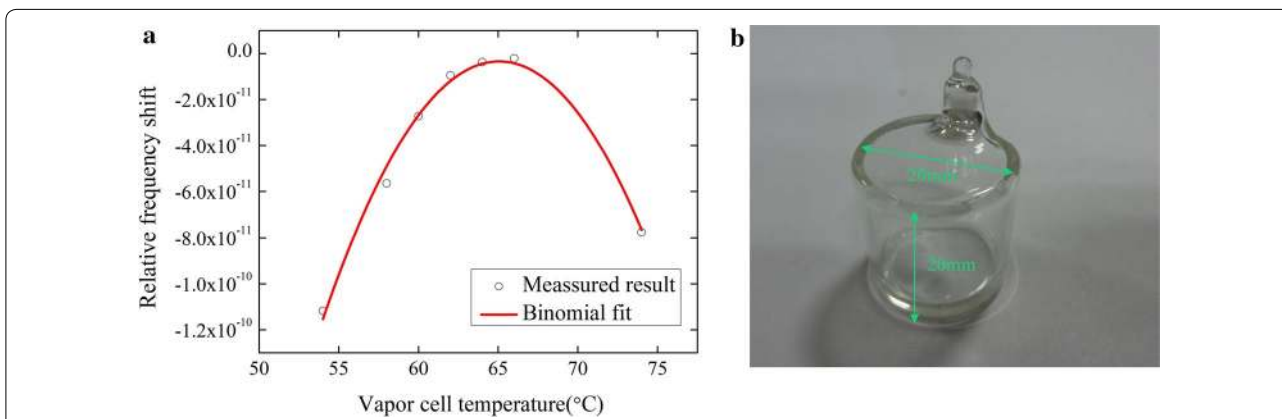 a
0.0
-2.0x10^-11
-4.0x10^-11
-6.0x10^-11
-8.0x10^-11
-1.0x10^-10
-1.2x10^-10
Relative frequency shift
Meassured result
Binomial fit
50 55 60 65 70 75
Vapor cell temperature(°C)
b
20mm
20mm